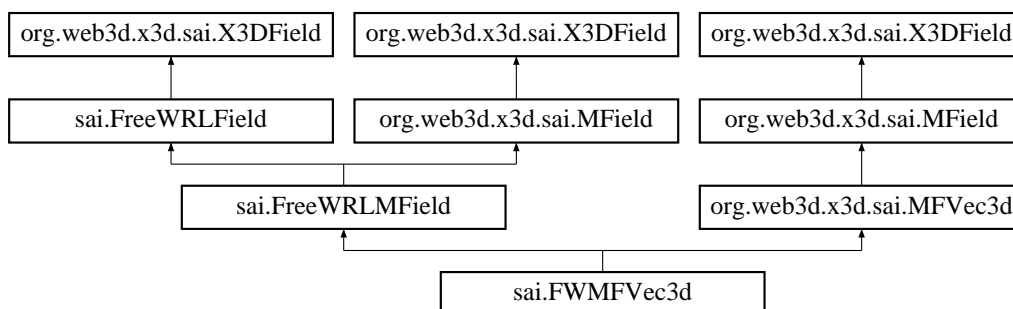 org.web3d.x3d.sai.X3DField org.web3d.x3d.sai.X3DField org.web3d.x3d.sai.X3DField
sai.FreeWRLField org.web3d.x3d.sai.MField org.web3d.x3d.sai.MField
sai.FreeWRLMField org.web3d.x3d.sai.MFVec3d
sai.FWMFVec3d